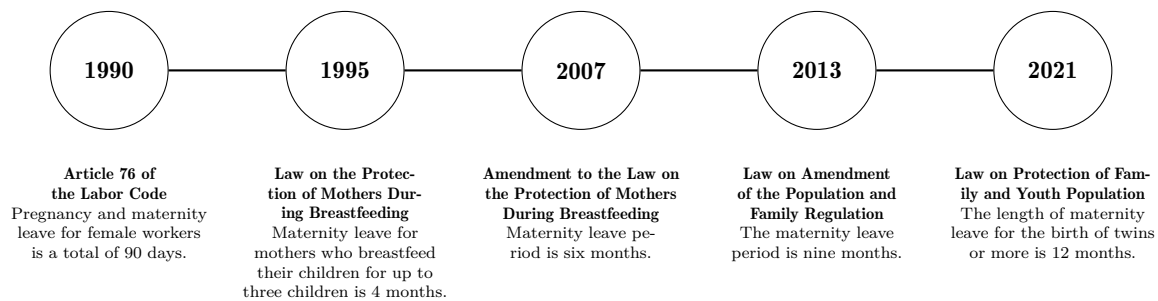 1990
1995
2007
2013
2021
Article 76 of
the Labor Code
Pregnancy and maternity
leave for female workers
is a total of 90 days.
Law on the Protec-
tion of Mothers Dur-
ing Breastfeeding
Maternity leave for
mothers who breastfeed
their children for up to
three children is 4 months.
Amendment to the Law on
the Protection of Mothers
During Breastfeeding
Maternity leave pe-
riod is six months.
Law on Amendment
of the Population and
Family Regulation
The maternity leave
period is nine months.
Law on Protection of Fam-
ily and Youth Population
The length of maternity
leave for the birth of twins
or more is 12 months.